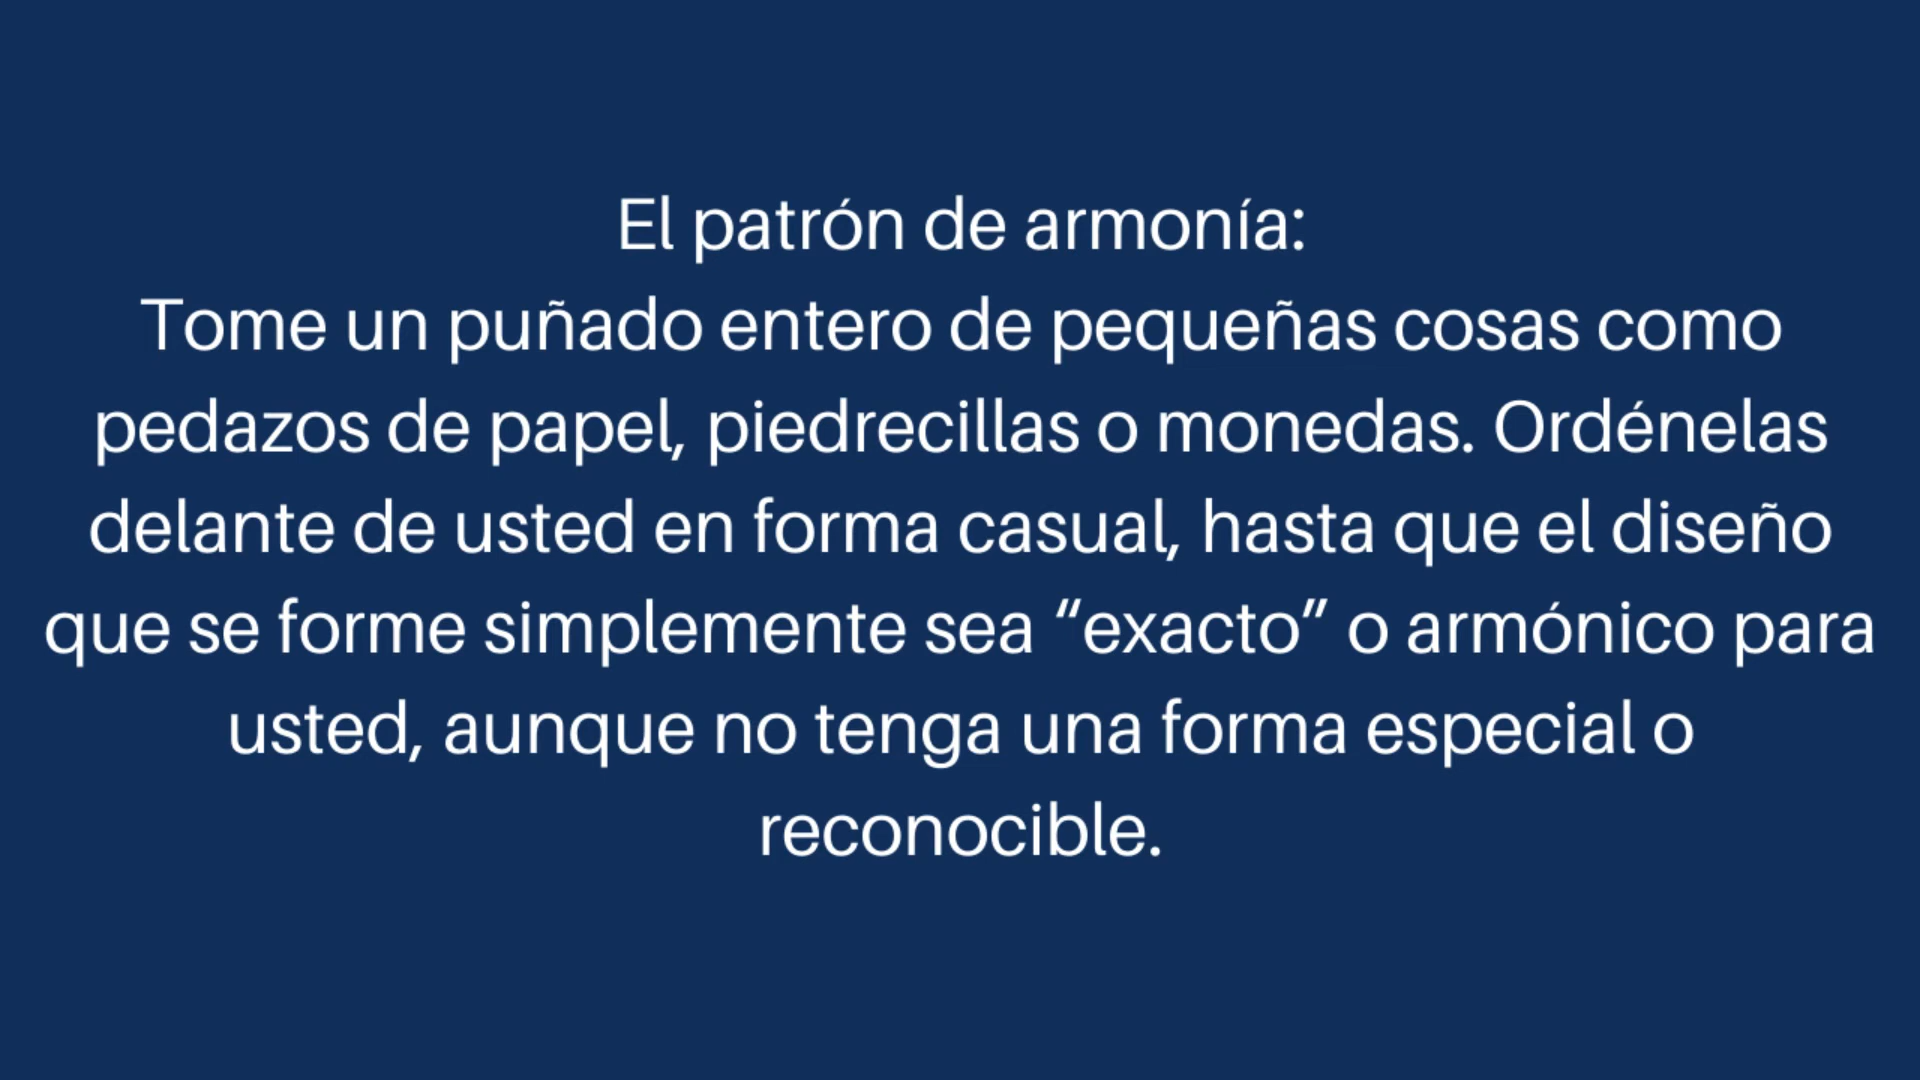 El patrón de armonía:
Tome un puñado entero de pequeñas cosas como
pedazos de papel, piedrecillas o monedas. Ordénelas
delante de usted en forma casual, hasta que el diseño
que se forme simplemente sea “exacto” o armónico para
usted, aunque no tenga una forma especial o
reconocible.